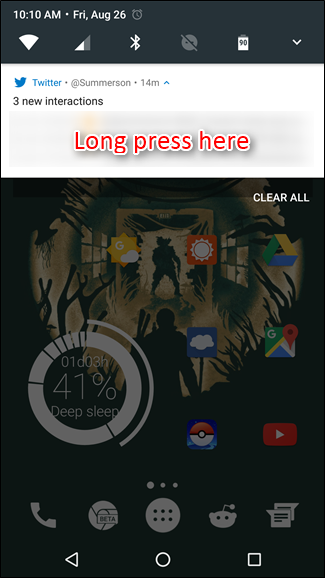 10:10 AM • Fri, Aug 26
90
Twitter • @Summerson • 14m
3 new interactions
Long press here
CLEAR ALL
01d03h
41%
Deep sleep
BETA